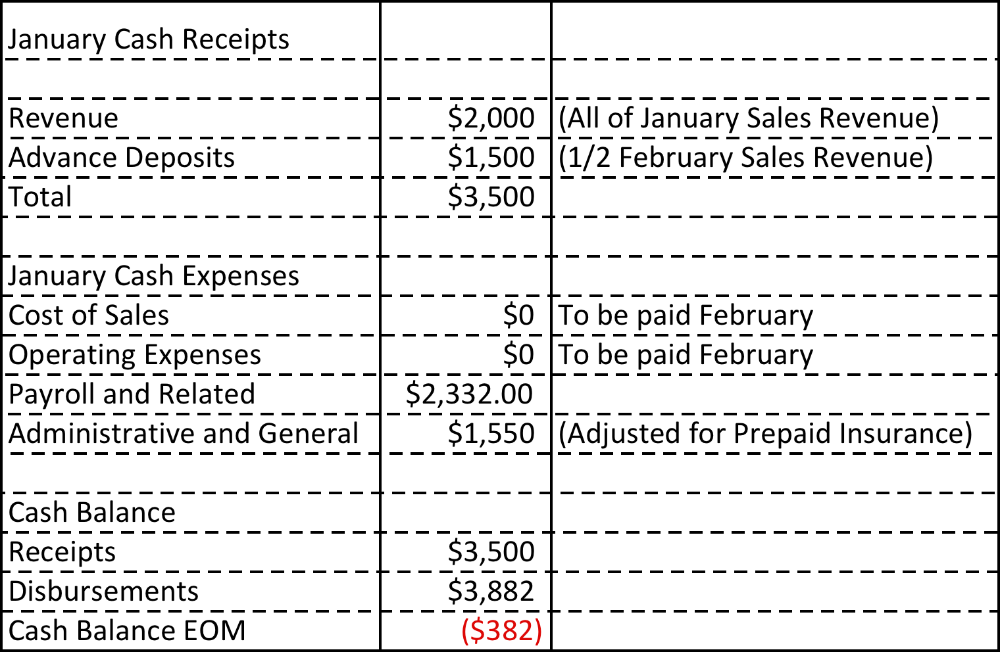 January Cash Receipts
Revenue $2,000 (All of January Sales Revenue)
Advance Deposits $1,500 (1/2 February Sales Revenue)
Total $3,500
January Cash Expenses
Cost of Sales $0 To be paid February
Operating Expenses $0 To be paid February
Payroll and Related $2,332.00
Administrative and General $1,550 (Adjusted for Prepaid Insurance)
Cash Balance
Receipts $3,500
Disbursements $3,882
Cash Balance EOM ($382)